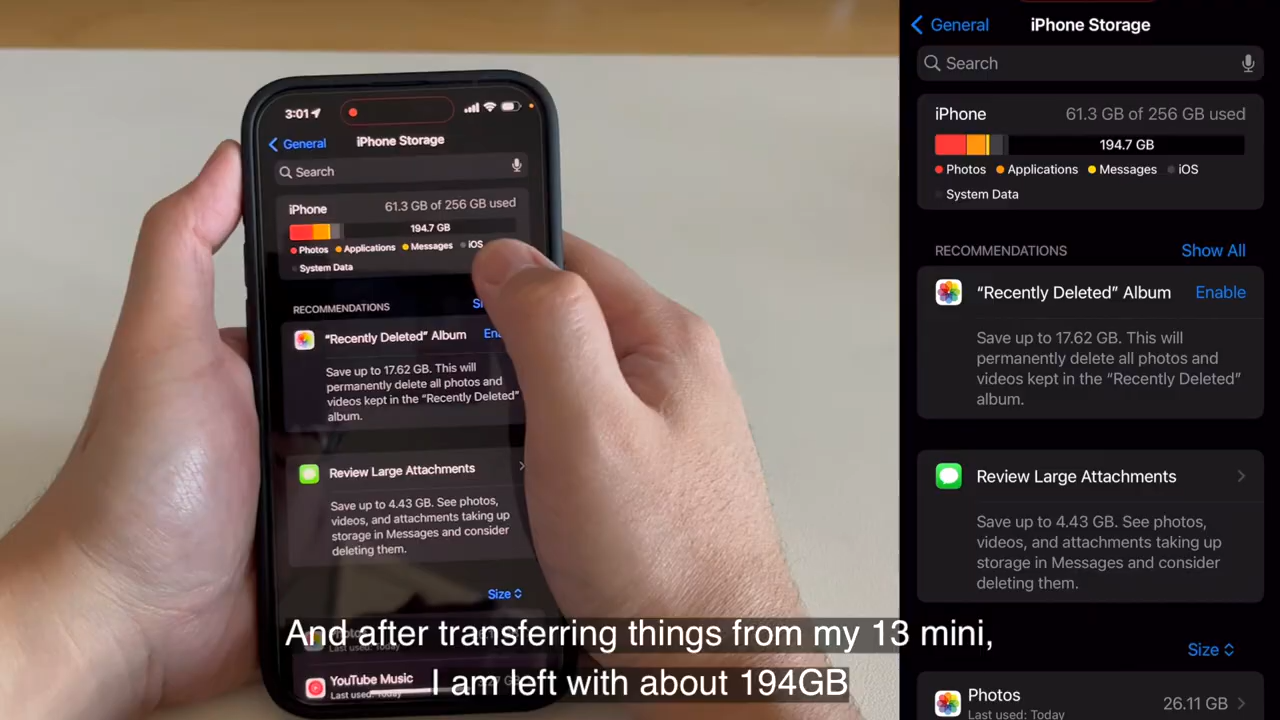 3:01
General
iPhone Storage
Search
iPhone
61.3 GB of 256 GB used
194.7 GB
Photos
Applications
Messages
iOS
System Data
RECOMMENDATIONS
"Recently Deleted" Album
Save up to 17.62 GB. This will
permanently delete all photos and
videos kept in the "Recently Deleted"
album.
Review Large Attachments
Save up to 4.43 GB. See photos,
videos, and attachments taking up
storage in Messages and consider
deleting them.
Size
Last used: Today
YouTube Music
Last used: Today
And after transferring things from my 13 mini,
I am left with about 194GB
General
iPhone Storage
Search
iPhone
61.3 GB of 256 GB used
194.7 GB
Photos
Applications
Messages
iOS
System Data
RECOMMENDATIONS
Show All
“Recently Deleted” Album
Enable
Save up to 17.62 GB. This will
permanently delete all photos and
videos kept in the “Recently Deleted”
album.
Review Large Attachments
Save up to 4.43 GB. See photos,
videos, and attachments taking up
storage in Messages and consider
deleting them.
Size
Photos
26.11 GB
Last used: Today